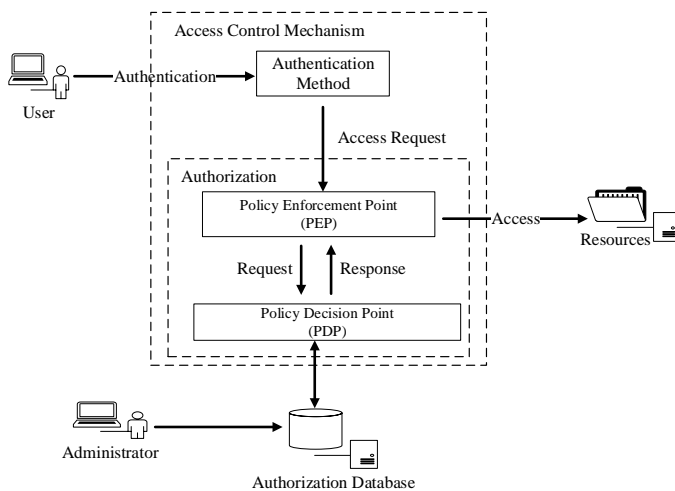 Access Control Mechanism
Authentication
Authentication
Method
User
Access Request
Authorization
Policy Enforcement Point
(PEP)
Access
Resources
Request
Response
Policy Decision Point
(PDP)
Administrator
Authorization Database